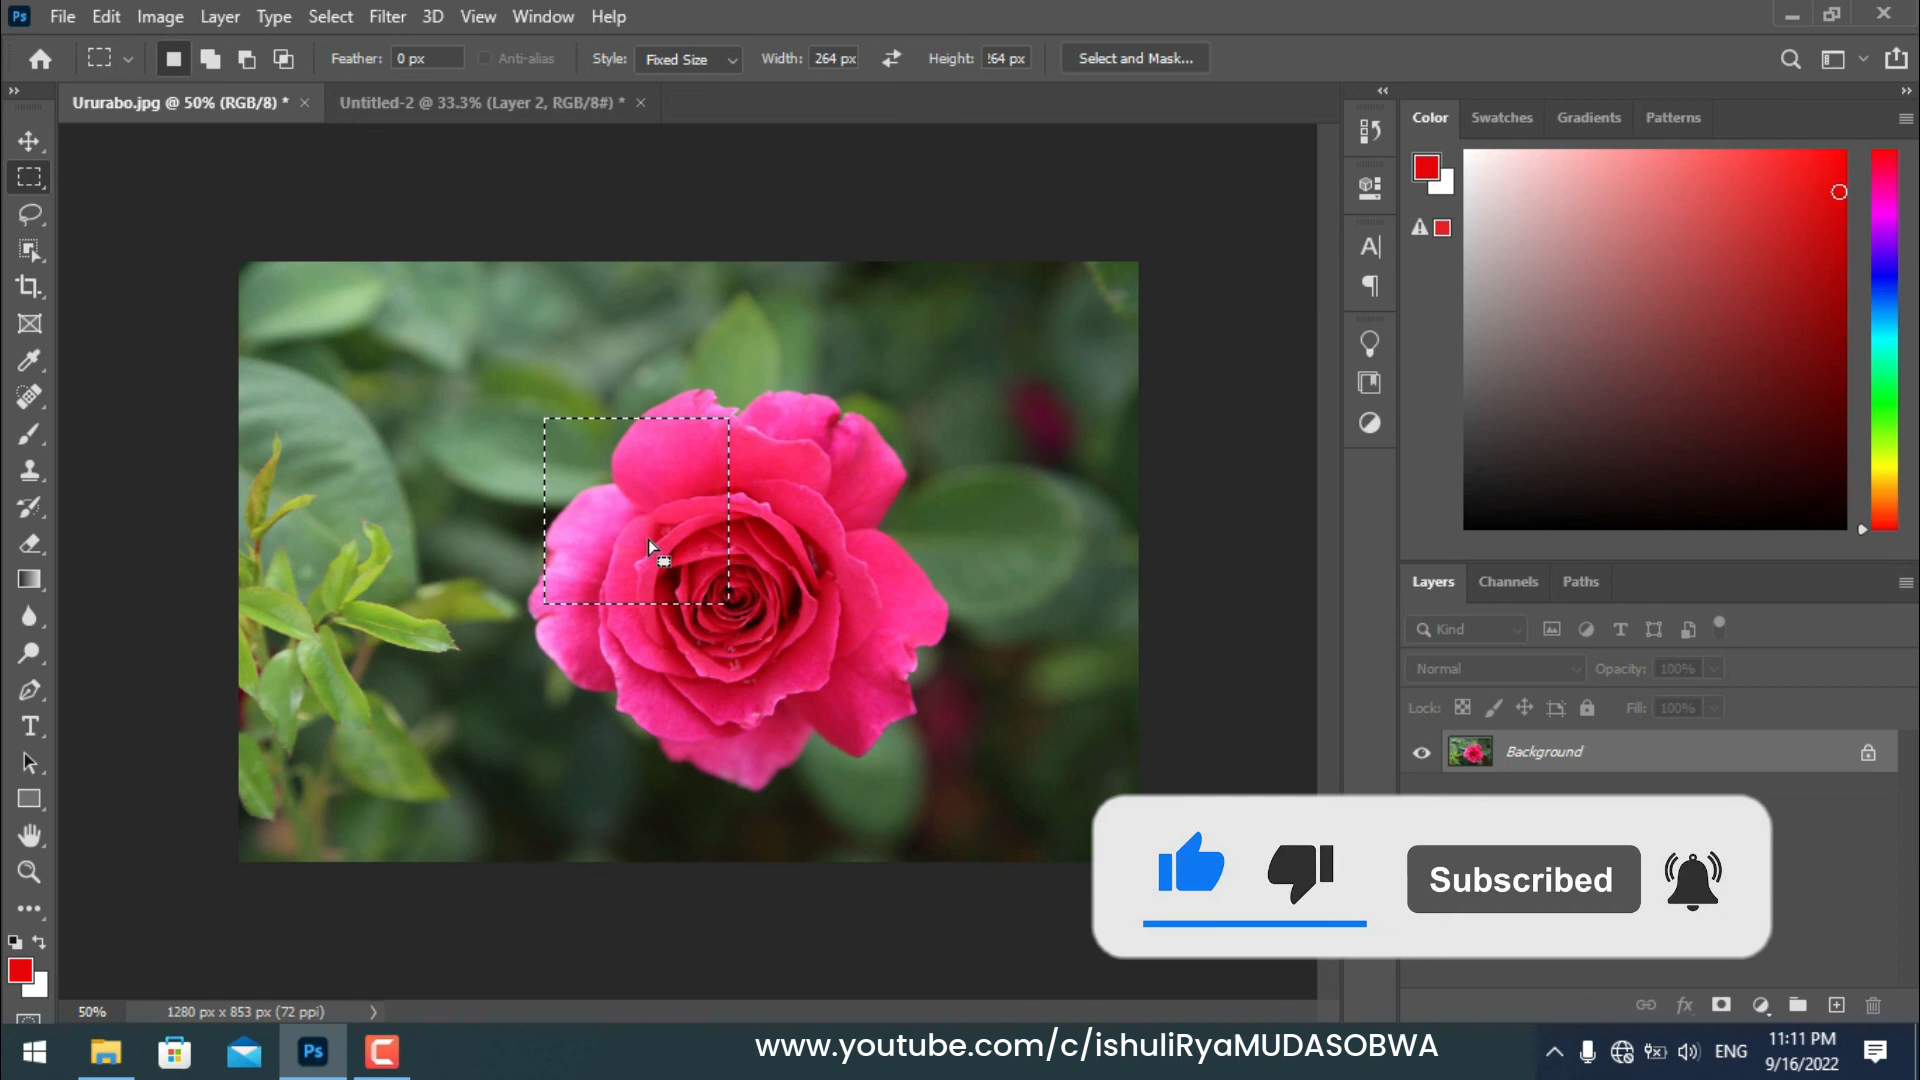 Ps File Edit Image Layer Type Select Filter 3D View Window Help
Feather: 0 px Anti-alias Style: Fixed Size Width: 264 px Height: !64 px Select and Mask...
Ururabo.jpg @ 50% (RGB/8) * × Untitled-2 @ 33.3% (Layer 2, RGB/8#) * ×
Color Swatches Gradients Patterns
Layers Channels Paths
Kind
Normal Opacity: 100%
Lock: Fill: 100%
Background
Subscribed
50% 1280 px x 853 px (72 ppi)
www.youtube.com/c/ishuliRyaMUDASOBWA
Ps ENG 11:11 PM
9/16/2022